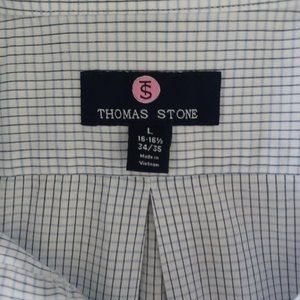 TS
THOMAS STONE
L
16-16½
34/35
Made in
Vietnam